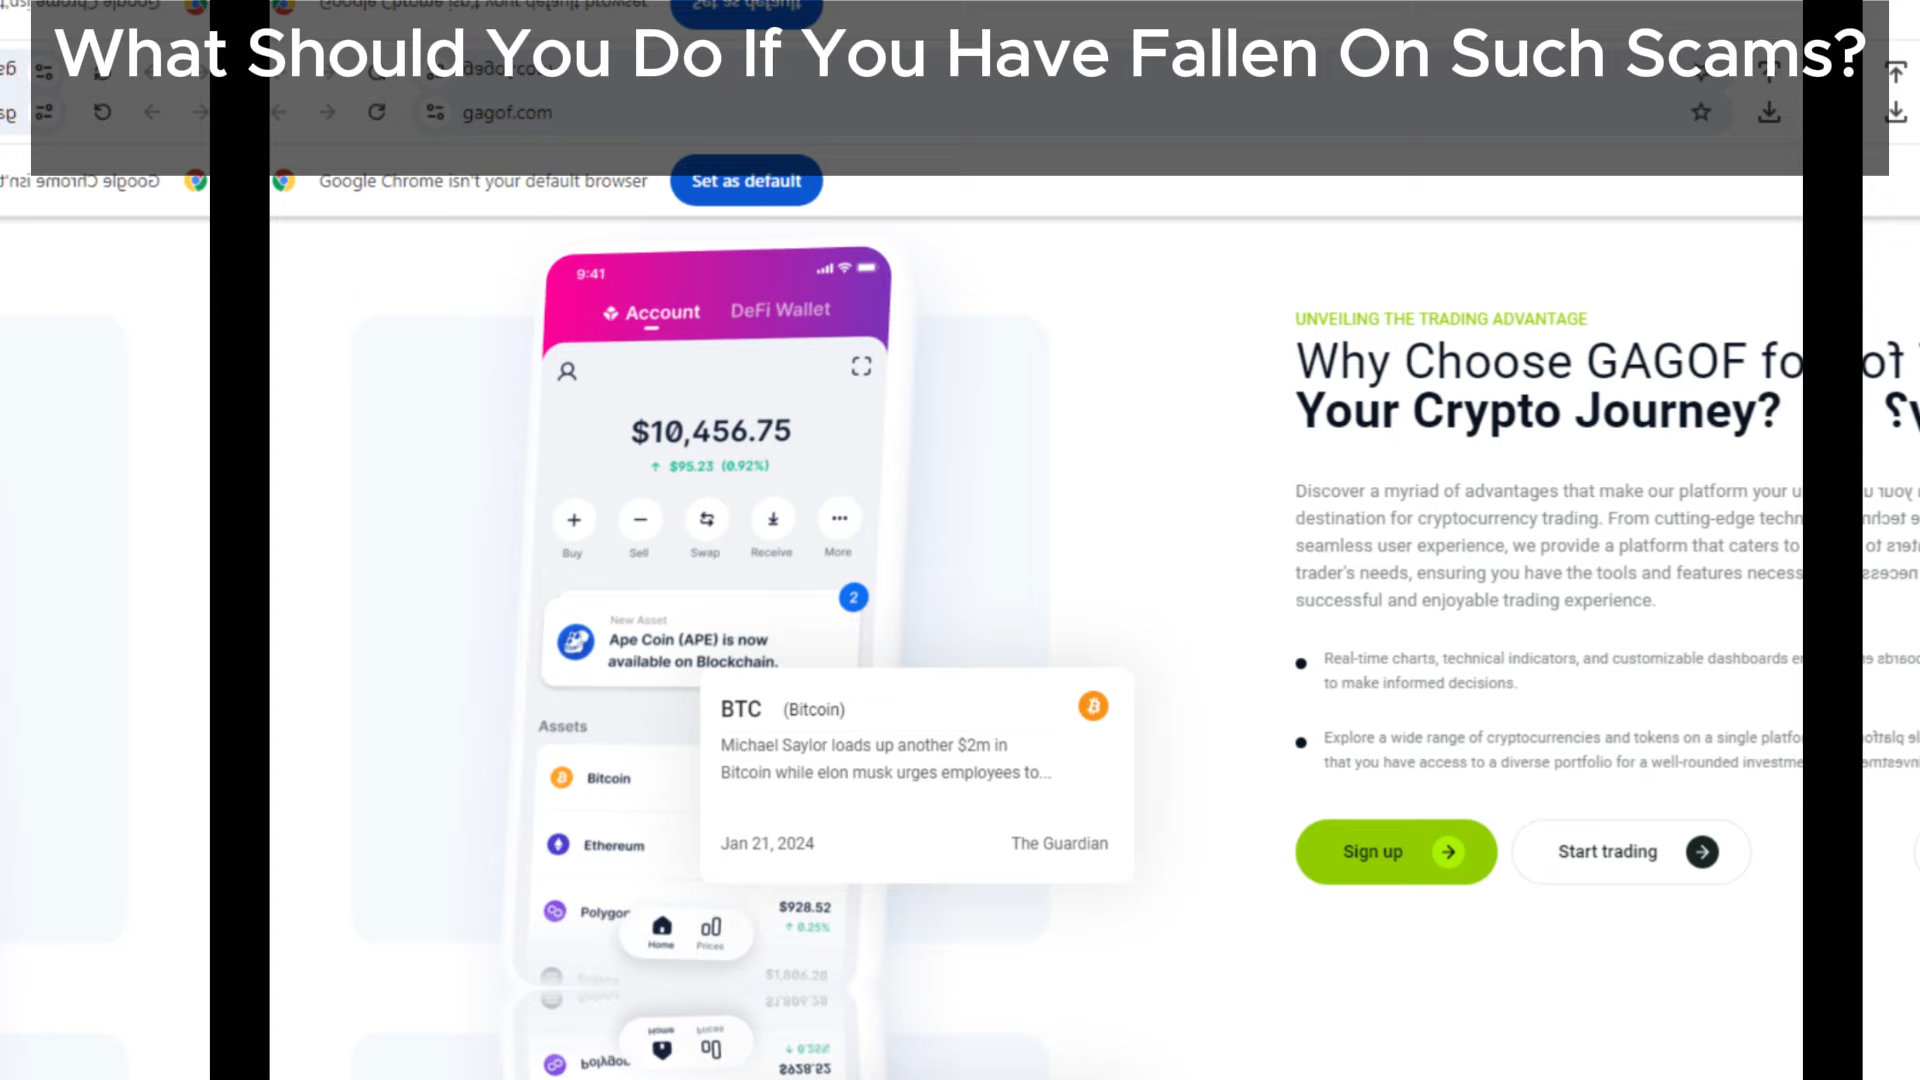 What Should You Do If You Have Fallen On Such Scams?
gagof.com
Google Chrome isn't your default browser
Set as default
9:41
Account
DeFi Wallet
$10,456.75
$95.23 (0.92%)
Buy
Sell
Swap
Receive
More
2
New Asset
Ape Coin (APE) is now
available on Blockchain.
BTC (Bitcoin)
Michael Saylor loads up another $2m in
Bitcoin while elon musk urges employees to...
Jan 21, 2024
The Guardian
Assets
Bitcoin
Ethereum
Polygon
$928.52
0.25%
Home
Prices
$1,806.28
UNVEILING THE TRADING ADVANTAGE
Why Choose GAGOF fo
Your Crypto Journey?
Discover a myriad of advantages that make our platform your u
destination for cryptocurrency trading. From cutting-edge techn
seamless user experience, we provide a platform that caters to
trader's needs, ensuring you have the tools and features necess
successful and enjoyable trading experience.
Real-time charts, technical indicators, and customizable dashboards e
to make informed decisions.
Explore a wide range of cryptocurrencies and tokens on a single platfo
that you have access to a diverse portfolio for a well-rounded investme
Sign up
Start trading